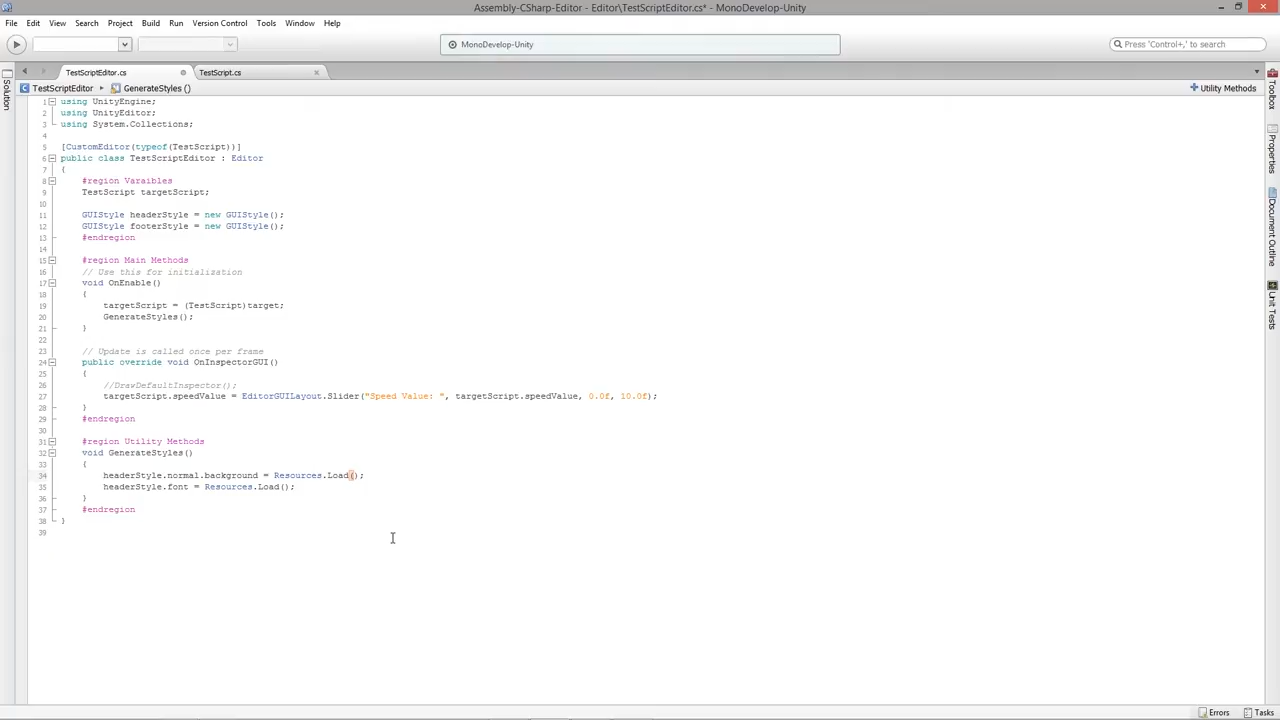 Assembly-CSharp-Editor - Editor\TestScriptEditor.cs* - MonoDevelop-Unity
File Edit View Search Project Build Run Version Control Tools Window Help
MonoDevelop-Unity
Press 'Control+,' to search
TestScriptEditor.cs
TestScript.cs
TestScriptEditor ▸ GenerateStyles ()
Utility Methods
Solution
Toolbox
Properties
Document Outline
Unit Tests
1 using UnityEngine;
2 using UnityEditor;
3 using System.Collections;
4
5 [CustomEditor(typeof(TestScript))]
6 public class TestScriptEditor : Editor
7 {
8 #region Varaibles
9 TestScript targetScript;
10
11 GUIStyle headerStyle = new GUIStyle();
12 GUIStyle footerStyle = new GUIStyle();
13 #endregion
14
15 #region Main Methods
16 // Use this for initialization
17 void OnEnable()
18 {
19 targetScript = (TestScript)target;
20 GenerateStyles();
21 }
22
23 // Update is called once per frame
24 public override void OnInspectorGUI()
25 {
26 //DrawDefaultInspector();
27 targetScript.speedValue = EditorGUILayout.Slider("Speed Value: ", targetScript.speedValue, 0.0f, 10.0f);
28 }
29 #endregion
30
31 #region Utility Methods
32 void GenerateStyles()
33 {
34 headerStyle.normal.background = Resources.Load();
35 headerStyle.font = Resources.Load();
36 }
37 #endregion
38 }
39
Errors Tasks